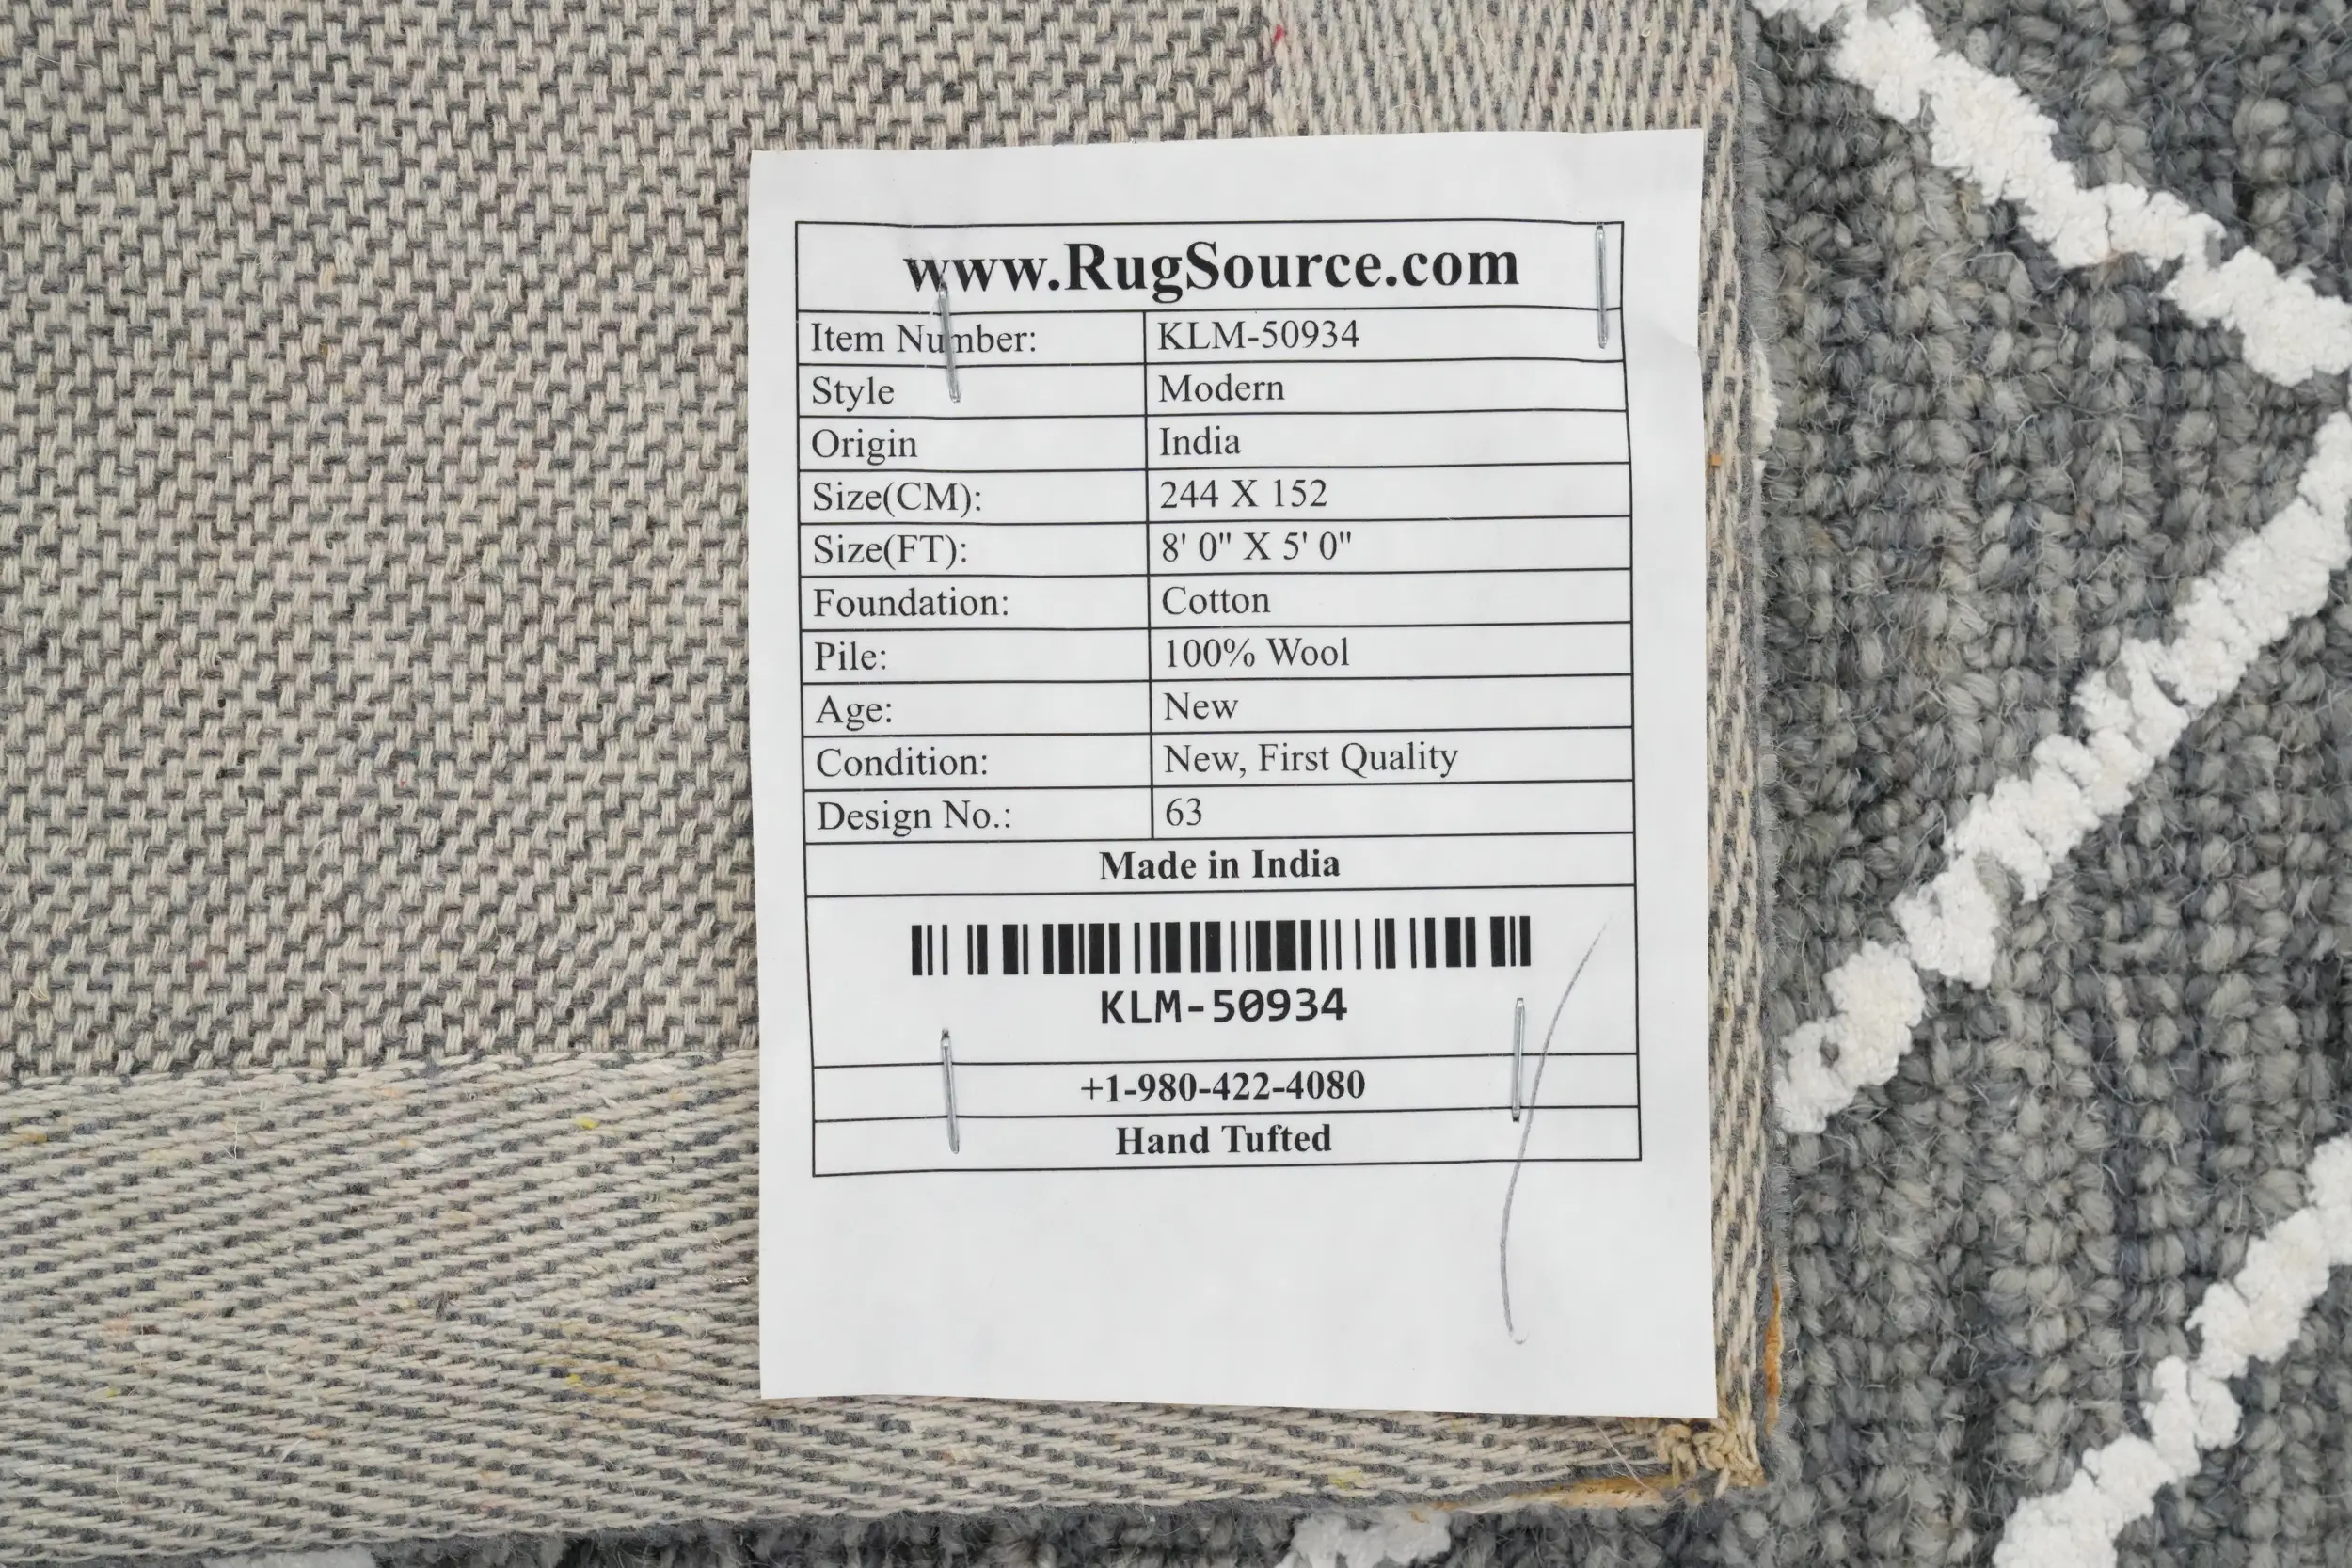 www.RugSource.com
Item Number: KLM-50934
Style Modern
Origin India
Size(CM): 244 X 152
Size(FT): 8' 0" X 5' 0"
Foundation: Cotton
Pile: 100% Wool
Age: New
Condition: New, First Quality
Design No.: 63
Made in India
KLM-50934
+1-980-422-4080
Hand Tufted